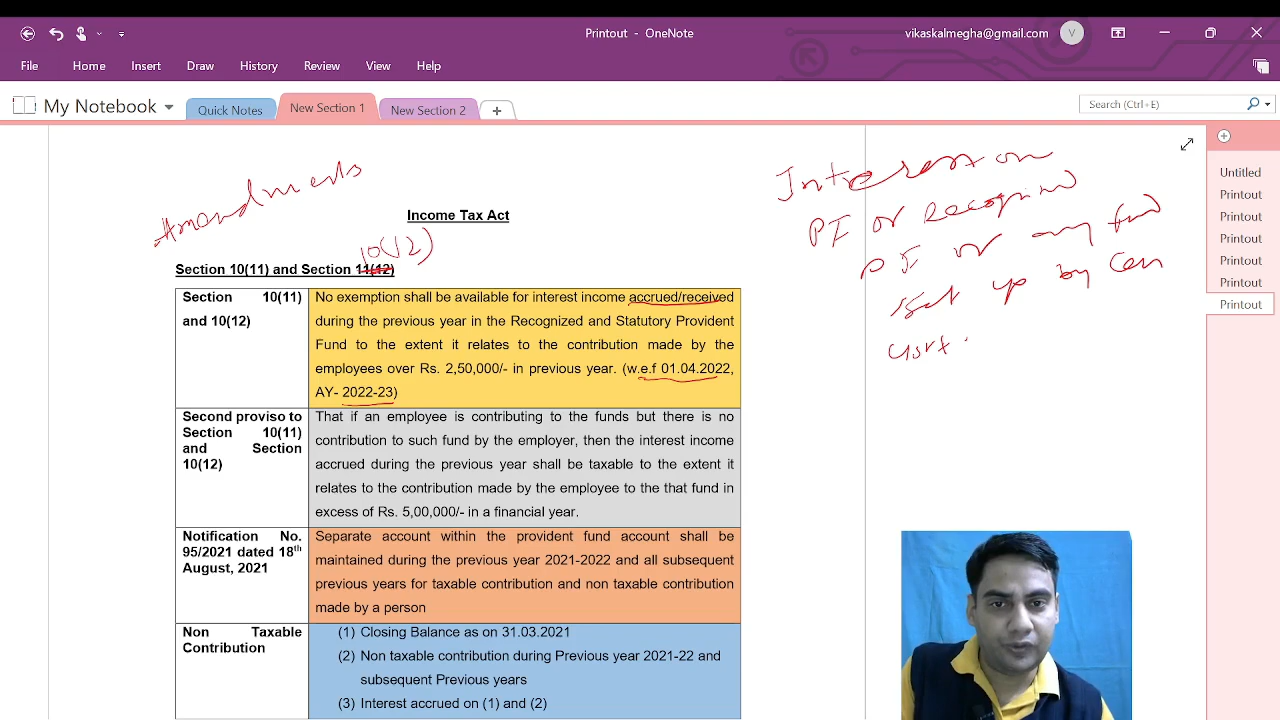 Printout - OneNote
vikaskalmegha@gmail.com
V
File Home Insert Draw History Review View Help
My Notebook
Quick Notes
New Section 1
New Section 2
Search (Ctrl+E)
Untitled
Printout
Printout
Printout
Printout
Printout
Printout
Amendments
Interest on
PF or Recognised
PF or any fund
set up by Cen
Govt.
Income Tax Act
10(12)
Section 10(11) and Section 11(12)
Section 10(11)
and 10(12)
No exemption shall be available for interest income accrued/received
during the previous year in the Recognized and Statutory Provident
Fund to the extent it relates to the contribution made by the
employees over Rs. 2,50,000/- in previous year. (w.e.f 01.04.2022,
AY- 2022-23)
Second proviso to
Section 10(11)
and Section
10(12)
That if an employee is contributing to the funds but there is no
contribution to such fund by the employer, then the interest income
accrued during the previous year shall be taxable to the extent it
relates to the contribution made by the employee to the that fund in
excess of Rs. 5,00,000/- in a financial year.
Notification No.
95/2021 dated 18th
August, 2021
Separate account within the provident fund account shall be
maintained during the previous year 2021-2022 and all subsequent
previous years for taxable contribution and non taxable contribution
made by a person
Non Taxable
Contribution
(1) Closing Balance as on 31.03.2021
(2) Non taxable contribution during Previous year 2021-22 and
subsequent Previous years
(3) Interest accrued on (1) and (2)